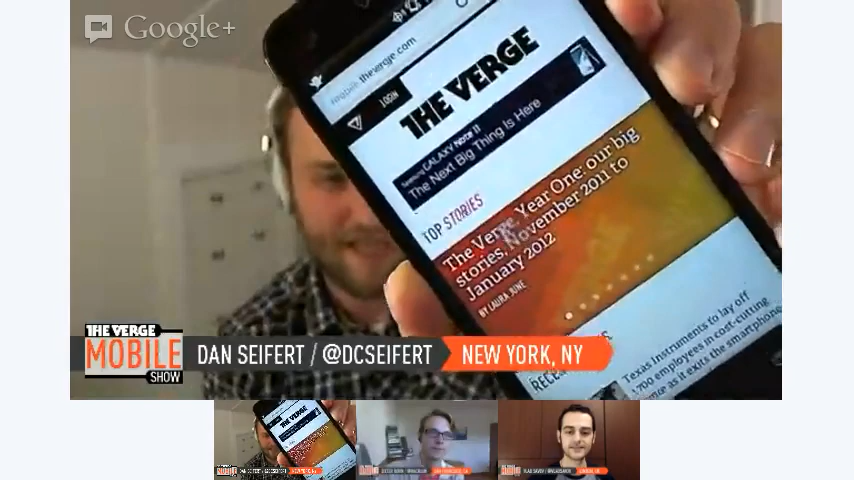 Google+
mobile.theverge.com
LOGIN
THE VERGE
SAMSUNG GALAXY NOTE II
The Next Big Thing Is Here
TOP STORIES
The Verge, Year One: our big
stories, November 2011 to
January 2012
BY LAURA JUNE
Texas Instruments to lay off
1,700 employees in cost-cutting
as it exits the smartphone
THE VERGE
MOBILE
SHOW
DAN SEIFERT / @DCSEIFERT
NEW YORK, NY